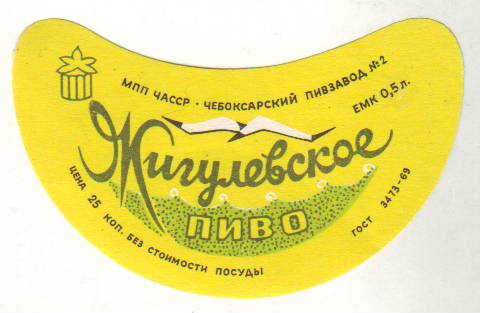 МПП ЧАССР · ЧЕБОКСАРСКИЙ ПИВЗАВОД №2
ЕМК 0,5 л.
Жигулевское
ПИВО
ЦЕНА 25 КОП. БЕЗ СТОИМОСТИ ПОСУДЫ
ГОСТ 3473-69